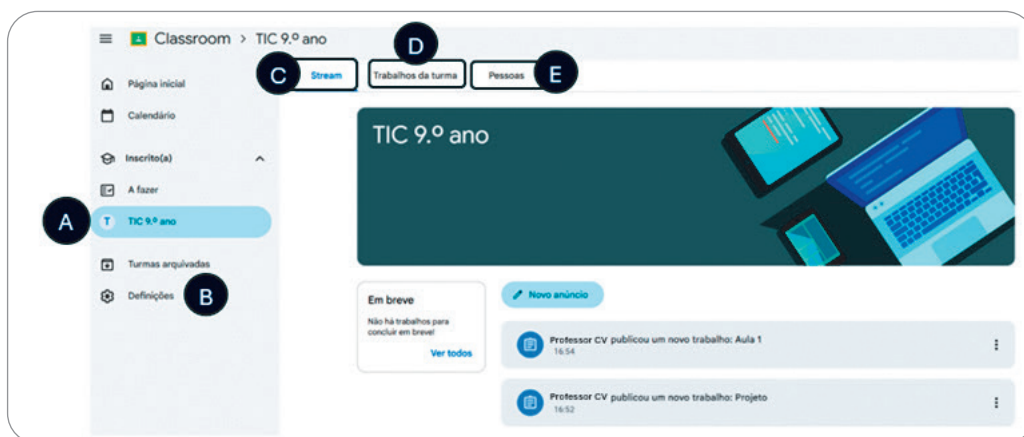 Classroom > TIC 9.º ano
D
C
Stream
Trabalhos da turma
Pessoas
E
Página inicial
Calendário
Inscrito(a)
A fazer
A
T
TIC 9.º ano
Turmas arquivadas
Definições
B
TIC 9.º ano
Em breve
Não há trabalhos para
concluir em breve!
Ver todos
Novo anúncio
Professor CV publicou um novo trabalho: Aula 1
16:54
Professor CV publicou um novo trabalho: Projeto
16:52